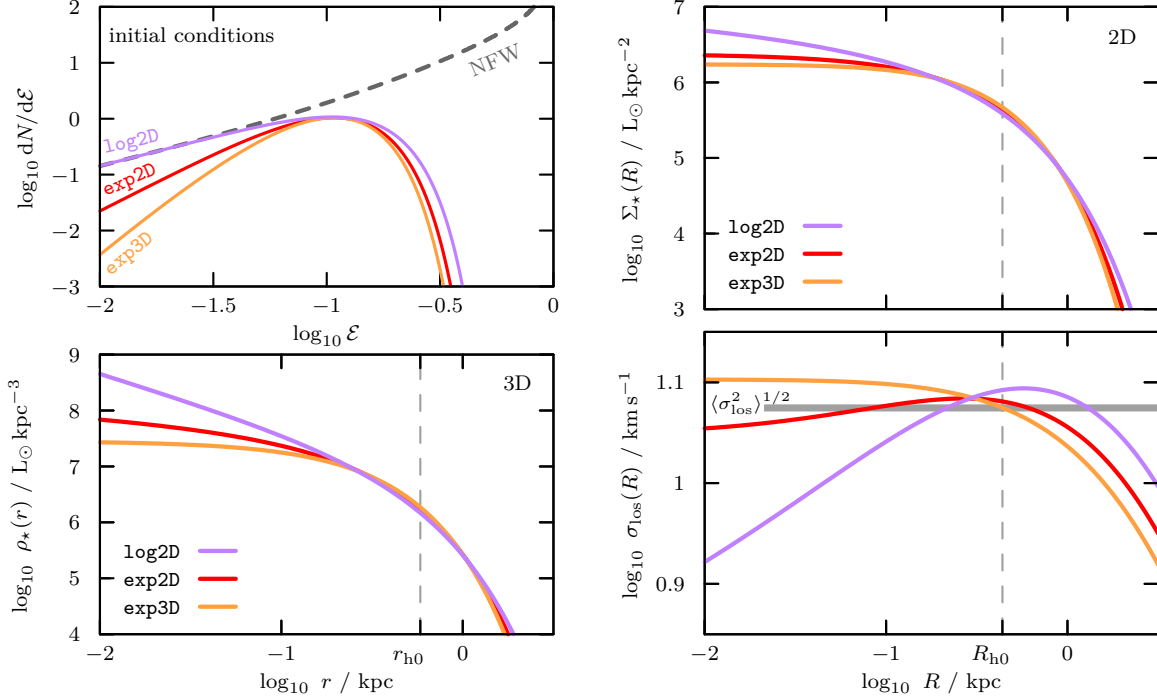 initial conditions
NFW
log2D
exp2D
exp3D
log₁₀ dN/dℰ
2
1
0
−1
−2
−3
−2
−1.5
−1
−0.5
0
log₁₀ ℰ
2D
log₁₀ Σ⋆(R) / L⊙ kpc⁻²
7
6
5
4
3
log2D
exp2D
exp3D
3D
log₁₀ ρ⋆(r) / L⊙ kpc⁻³
9
8
7
6
5
4
log2D
exp2D
exp3D
−2
−1
r_h0
0
log₁₀ r / kpc
⟨σ²_los⟩^1/2
log₁₀ σ_los(R) / km s⁻¹
1.1
1
0.9
−2
−1
R_h0
0
log₁₀ R / kpc